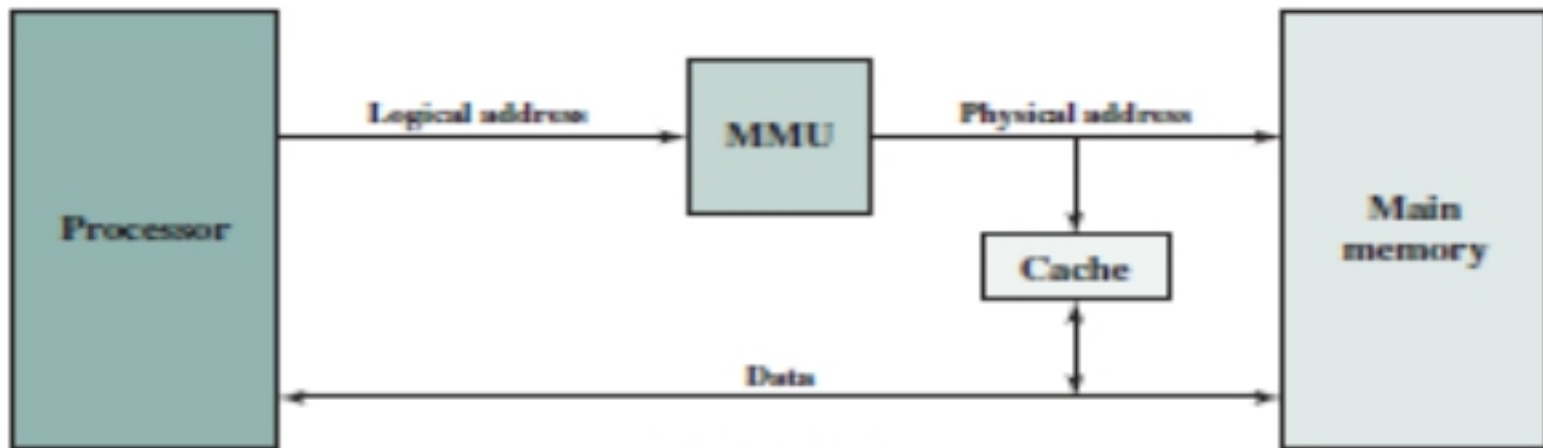 Logical address
MMU
Physical address
Processor
Main
memory
Cache
Data